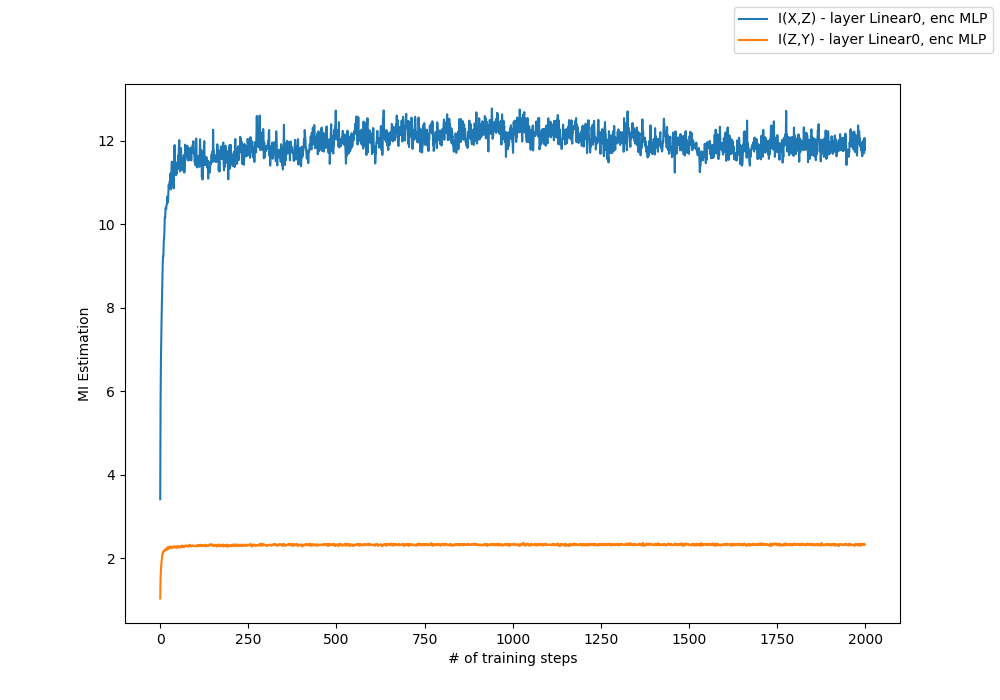 I(X,Z) - layer Linear0, enc MLP
I(Z,Y) - layer Linear0, enc MLP
12
10
8
6
4
2
MI Estimation
0 250 500 750 1000 1250 1500 1750 2000
# of training steps